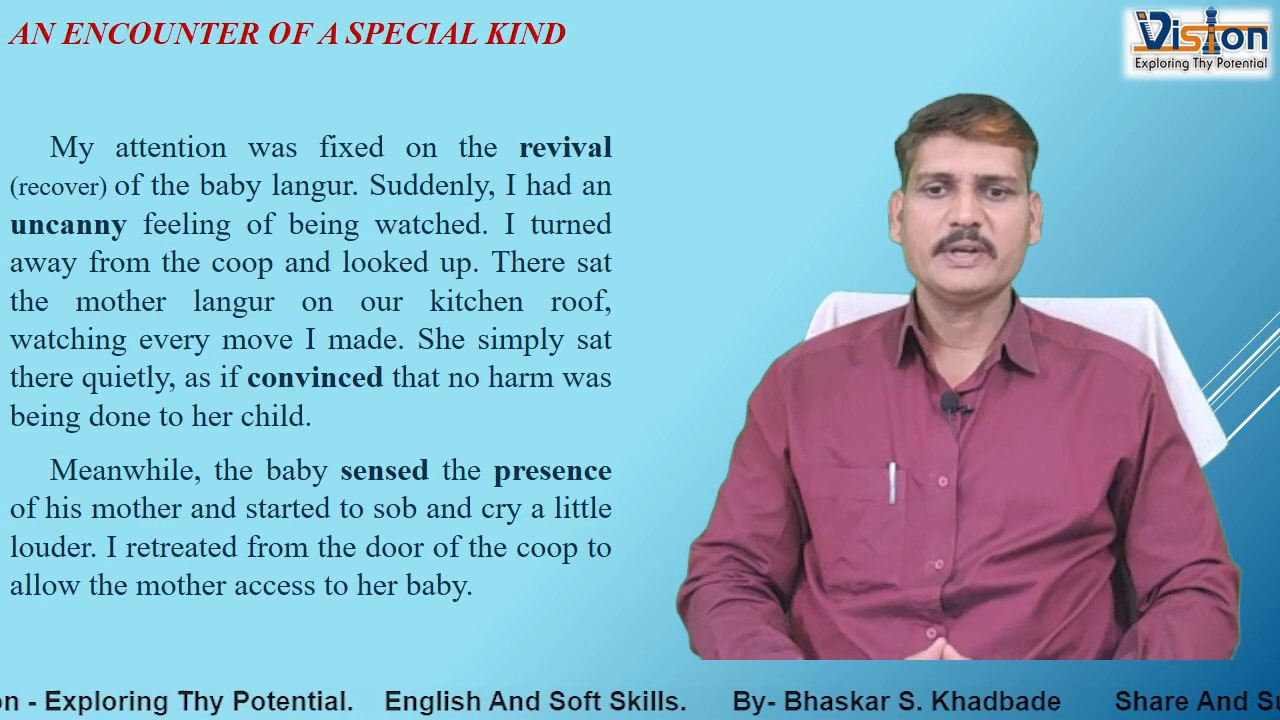 AN ENCOUNTER OF A SPECIAL KIND
Vision
Exploring Thy Potential
My attention was fixed on the revival
(recover) of the baby langur. Suddenly, I had an
uncanny feeling of being watched. I turned
away from the coop and looked up. There sat
the mother langur on our kitchen roof,
watching every move I made. She simply sat
there quietly, as if convinced that no harm was
being done to her child.
Meanwhile, the baby sensed the presence
of his mother and started to sob and cry a little
louder. I retreated from the door of the coop to
allow the mother access to her baby.
on - Exploring Thy Potential. English And Soft Skills. By- Bhaskar S. Khadbade Share And Su